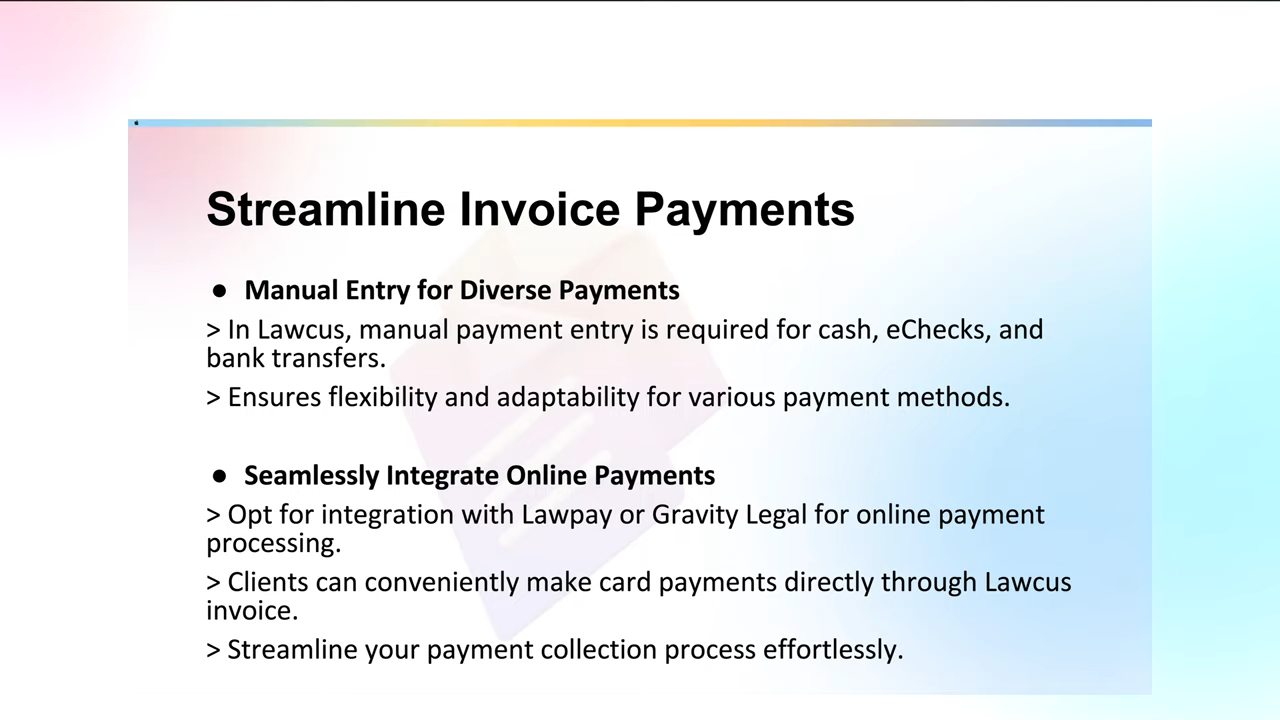 Streamline Invoice Payments
● Manual Entry for Diverse Payments
> In Lawcus, manual payment entry is required for cash, eChecks, and
bank transfers.
> Ensures flexibility and adaptability for various payment methods.
● Seamlessly Integrate Online Payments
> Opt for integration with Lawpay or Gravity Legal for online payment
processing.
> Clients can conveniently make card payments directly through Lawcus
invoice.
> Streamline your payment collection process effortlessly.